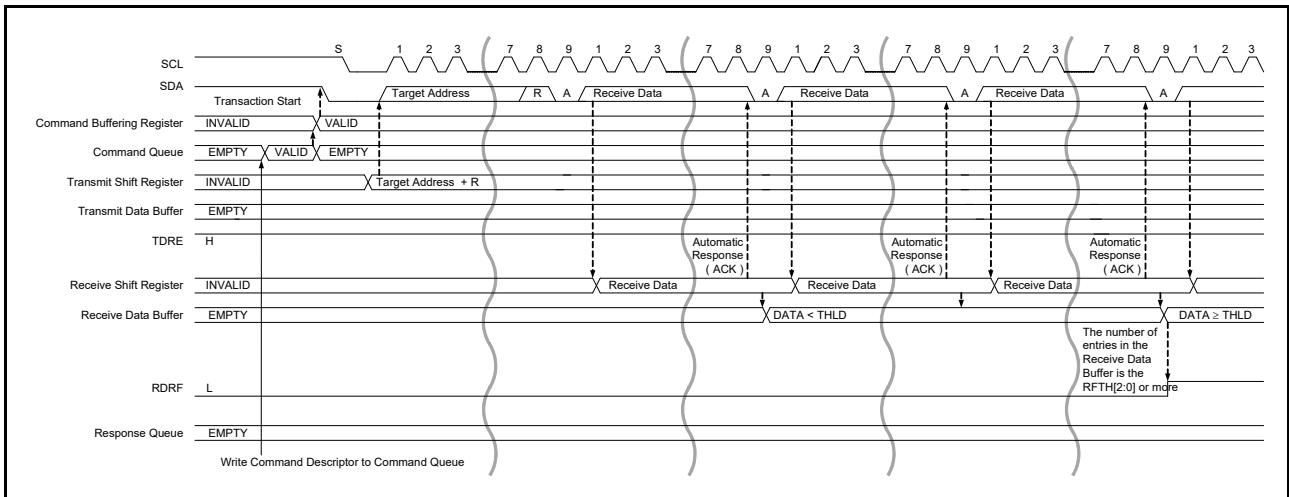 S 1 2 3 7 8 9 1 2 3 7 8 9 1 2 3 7 8 9 1 2 3 7 8 9 1 2 3
SCL
SDA
Transaction Start
Target Address R A Receive Data A Receive Data A Receive Data A
Command Buffering Register INVALID VALID
Command Queue EMPTY VALID EMPTY
Transmit Shift Register INVALID Target Address + R
Transmit Data Buffer EMPTY
TDRE H
Automatic Response ( ACK )
Automatic Response ( ACK )
Automatic Response ( ACK )
Receive Shift Register INVALID Receive Data Receive Data Receive Data
Receive Data Buffer EMPTY DATA < THLD DATA ≥ THLD
The number of
entries in the
Receive Data
Buffer is the
RFTH[2:0] or more
RDRF L
Response Queue EMPTY
Write Command Descriptor to Command Queue